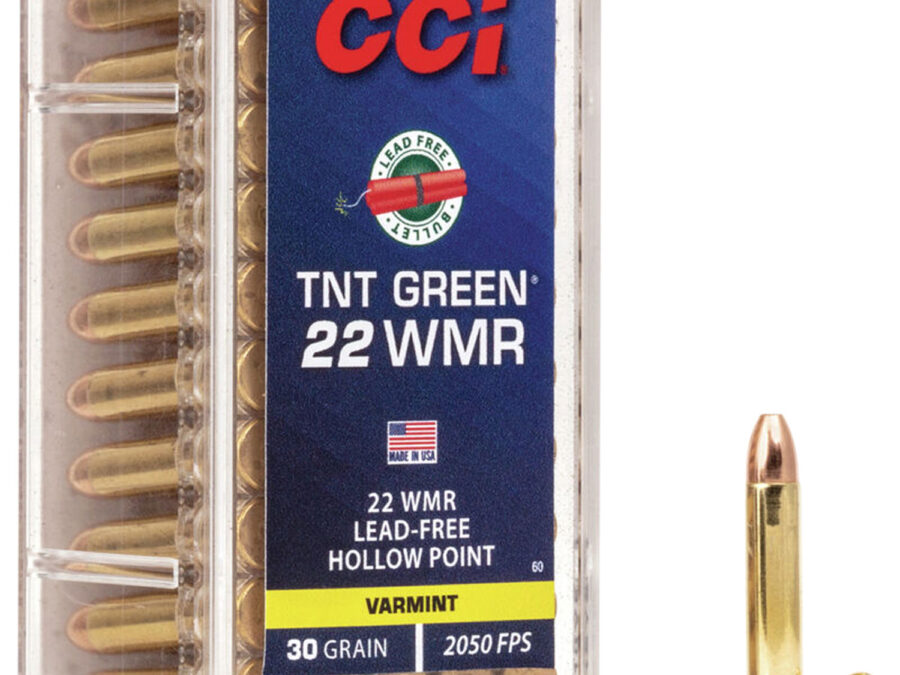 CCI®
LEAD FREE
BULLET
TNT GREEN®
22 WMR
MADE IN USA
22 WMR
LEAD-FREE
HOLLOW POINT
60
VARMINT
30 GRAIN
2050 FPS